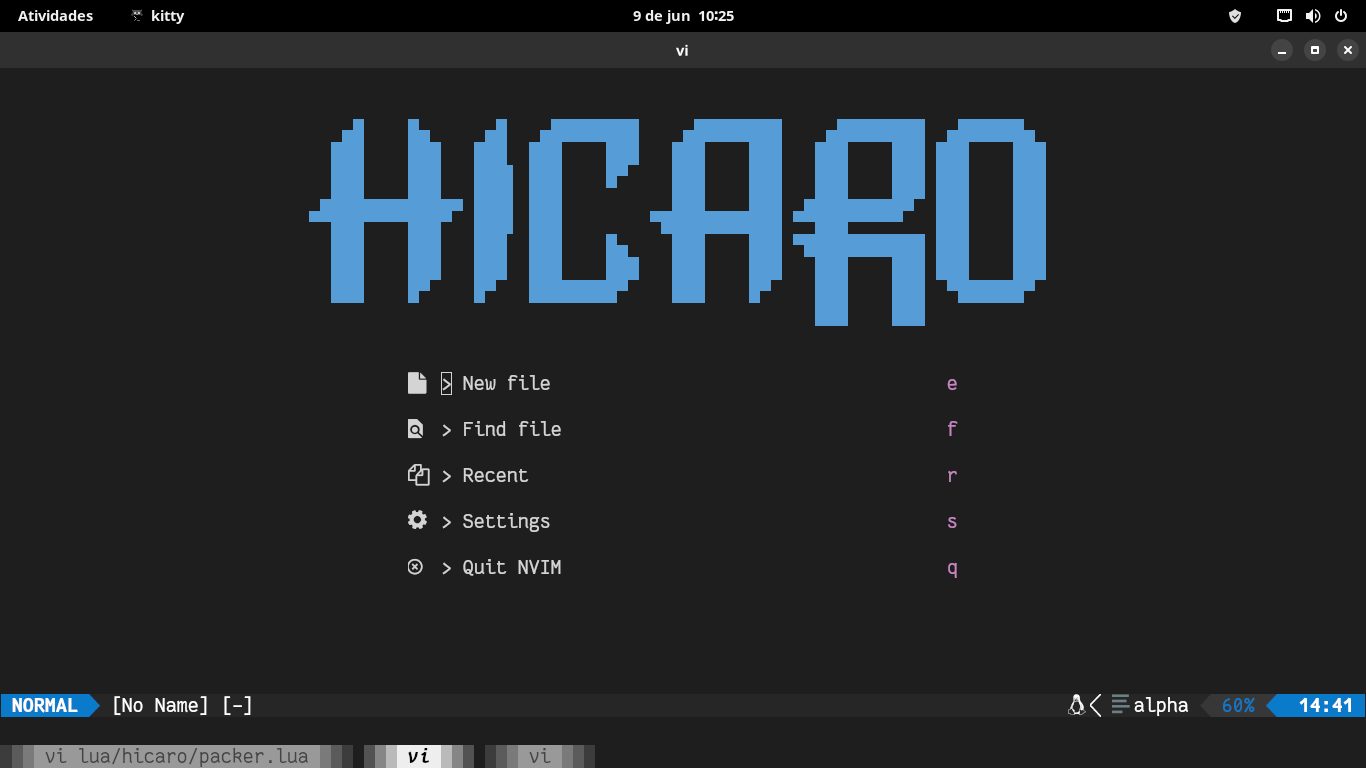 Atividades kitty 9 de jun 10:25
vi
HICARO
> New file e
> Find file f
> Recent r
> Settings s
> Quit NVIM q
NORMAL [No Name] [-] alpha 60% 14:41
vi lua/hicaro/packer.lua vi vi